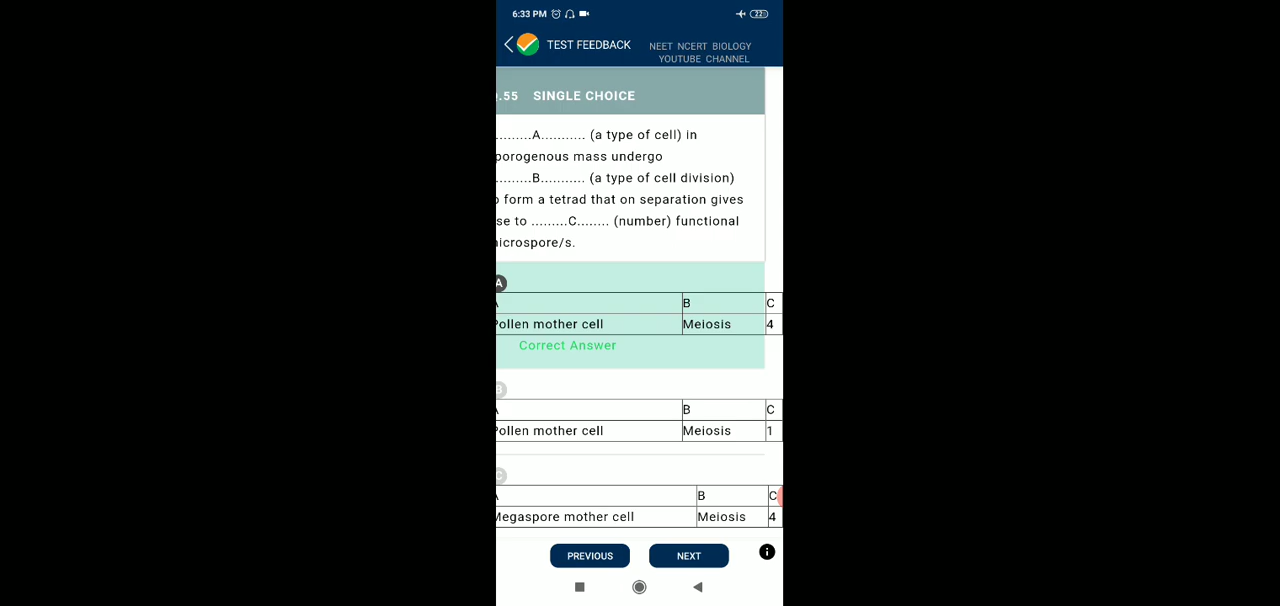 6:33 PM 22
TEST FEEDBACK
NEET NCERT BIOLOGY
YOUTUBE CHANNEL
.55 SINGLE CHOICE
.........A........... (a type of cell) in
porogenous mass undergo
.........B........... (a type of cell division)
o form a tetrad that on separation gives
se to .........C........ (number) functional
nicrospore/s.
A
A B C
Pollen mother cell Meiosis 4
Correct Answer
B
A B C
Pollen mother cell Meiosis 1
C
A B C
Megaspore mother cell Meiosis 4
PREVIOUS NEXT